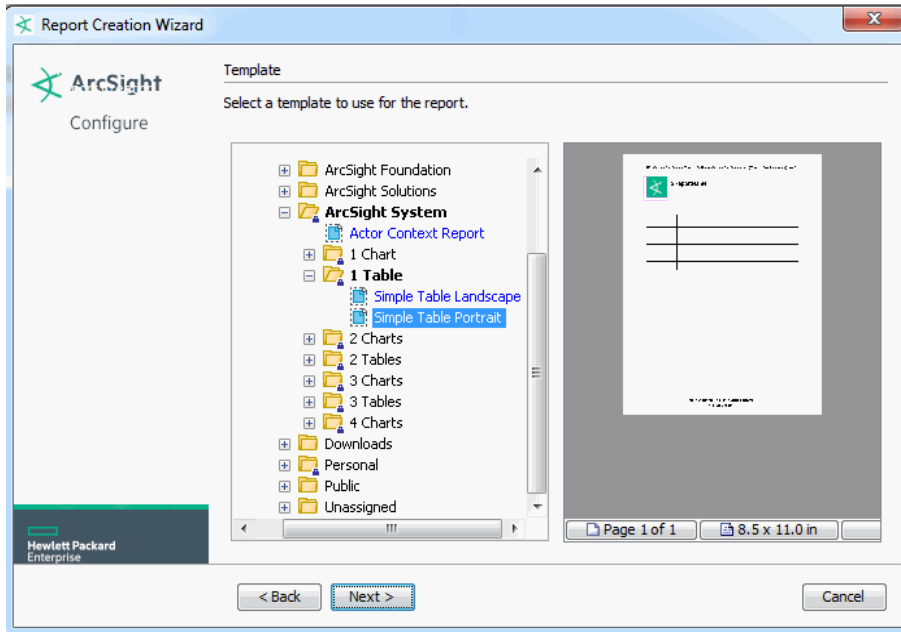 Report Creation Wizard
ArcSight
Configure
Template
Select a template to use for the report.
ArcSight Foundation
ArcSight Solutions
ArcSight System
Actor Context Report
1 Chart
1 Table
Simple Table Landscape
Simple Table Portrait
2 Charts
2 Tables
3 Charts
3 Tables
4 Charts
Downloads
Personal
Public
Unassigned
Page 1 of 1
8.5 x 11.0 in
Hewlett Packard
Enterprise
< Back
Next >
Cancel